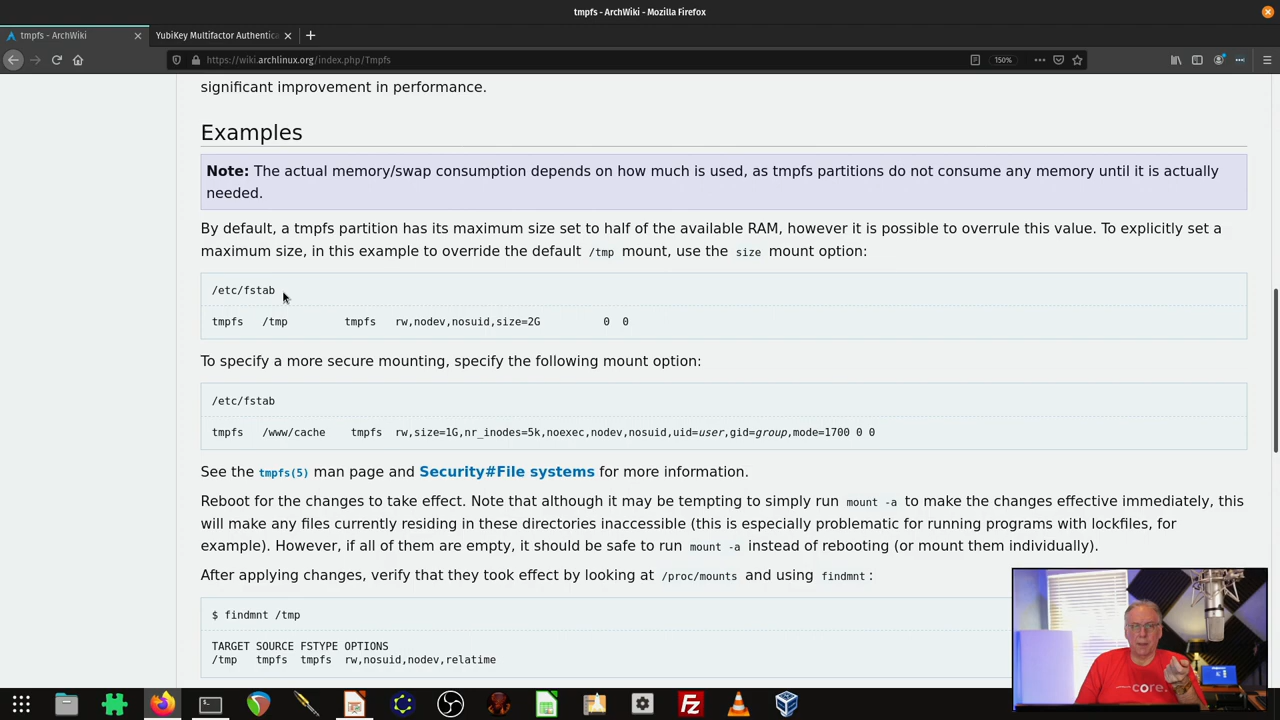 tmpfs - ArchWiki - Mozilla Firefox
tmpfs - ArchWiki
YubiKey Multifactor Authentica
https://wiki.archlinux.org/index.php/Tmpfs
150%
significant improvement in performance.
Examples
Note: The actual memory/swap consumption depends on how much is used, as tmpfs partitions do not consume any memory until it is actually
needed.
By default, a tmpfs partition has its maximum size set to half of the available RAM, however it is possible to overrule this value. To explicitly set a
maximum size, in this example to override the default /tmp mount, use the size mount option:
/etc/fstab
tmpfs /tmp tmpfs rw,nodev,nosuid,size=2G 0 0
To specify a more secure mounting, specify the following mount option:
/etc/fstab
tmpfs /www/cache tmpfs rw,size=1G,nr_inodes=5k,noexec,nodev,nosuid,uid=user,gid=group,mode=1700 0 0
See the tmpfs(5) man page and Security#File systems for more information.
Reboot for the changes to take effect. Note that although it may be tempting to simply run mount -a to make the changes effective immediately, this
will make any files currently residing in these directories inaccessible (this is especially problematic for running programs with lockfiles, for
example). However, if all of them are empty, it should be safe to run mount -a instead of rebooting (or mount them individually).
After applying changes, verify that they took effect by looking at /proc/mounts and using findmnt:
$ findmnt /tmp
TARGET SOURCE FSTYPE OPTIONS
/tmp tmpfs tmpfs rw,nosuid,nodev,relatime
core.